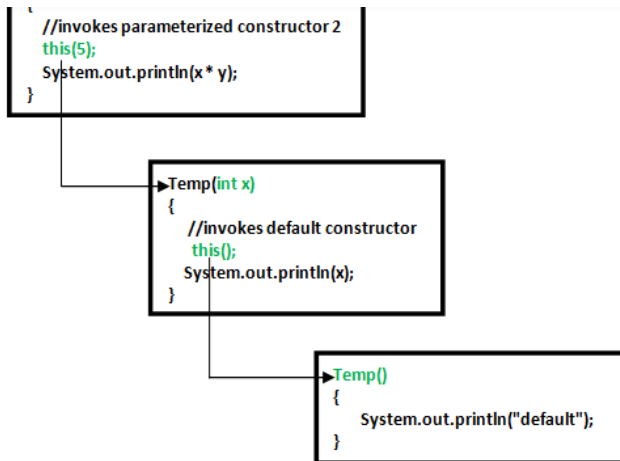 {
//invokes parameterized constructor 2
this(5);
System.out.println(x * y);
}
Temp(int x)
{
//invokes default constructor
this();
System.out.println(x);
}
Temp()
{
System.out.println("default");
}